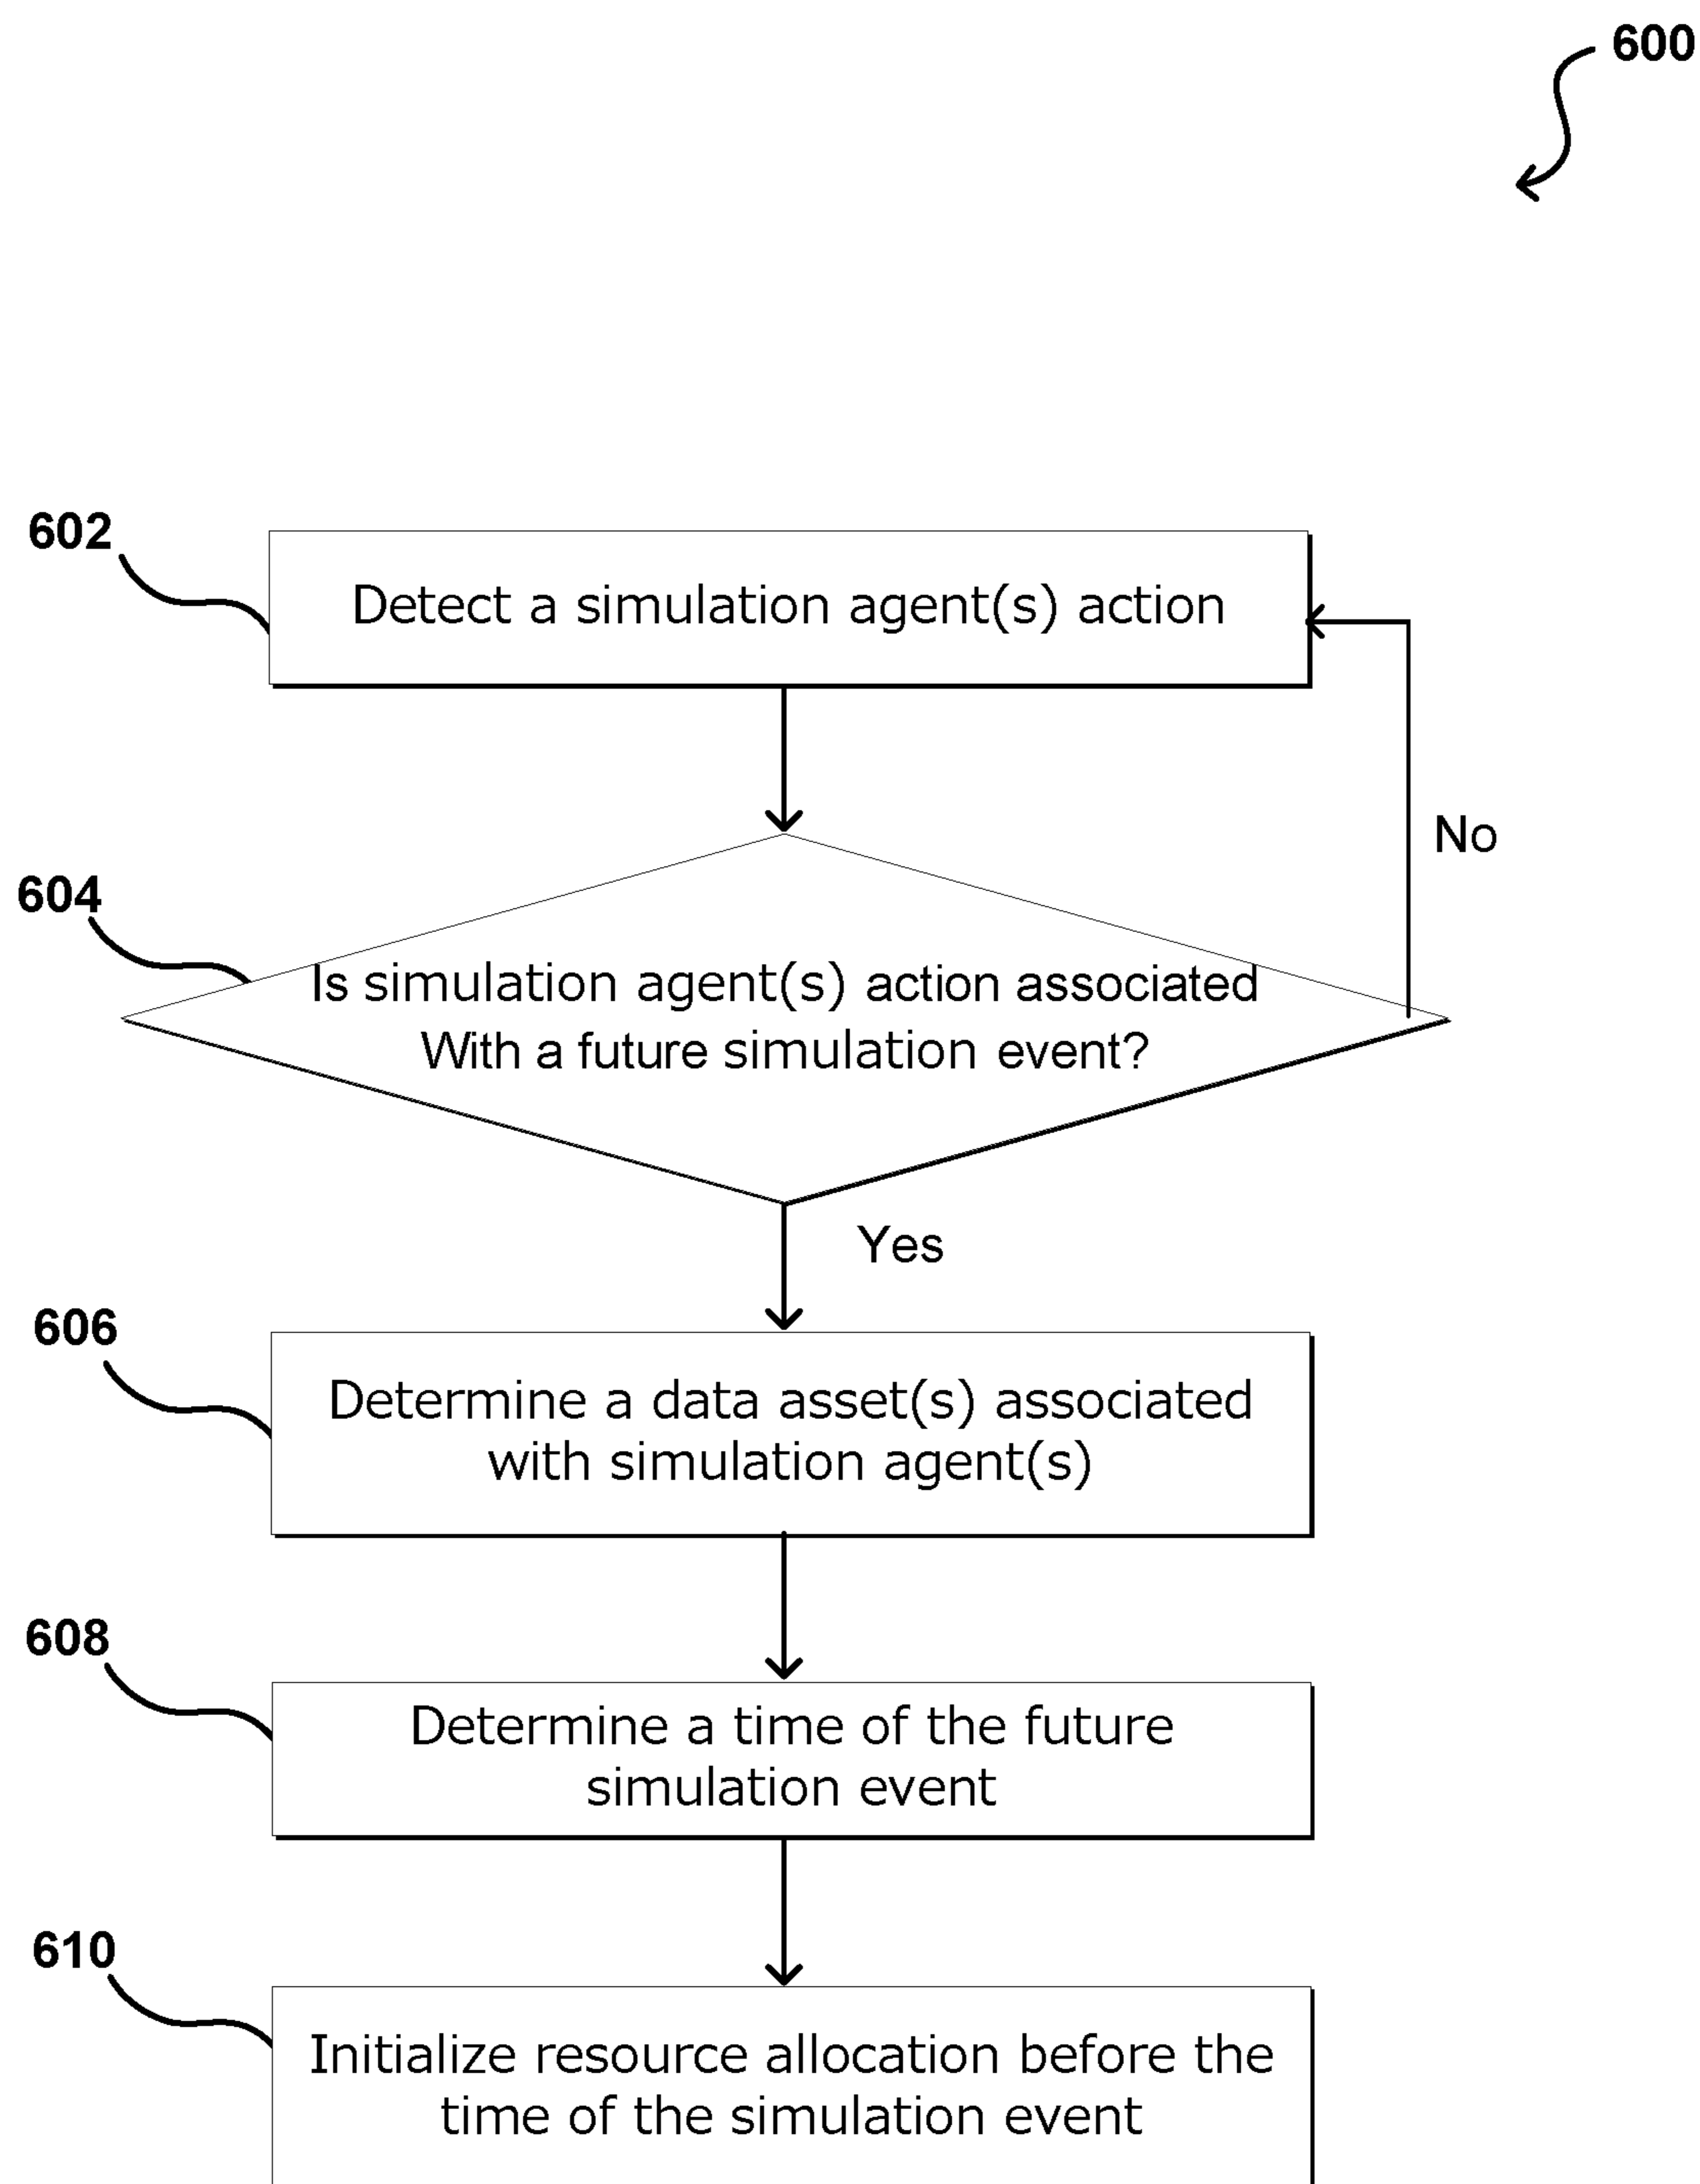 600
602
Detect a simulation agent(s) action
No
604
Is simulation agent(s) action associated
With a future simulation event?
Yes
606
Determine a data asset(s) associated
with simulation agent(s)
608
Determine a time of the future
simulation event
610
Initialize resource allocation before the
time of the simulation event